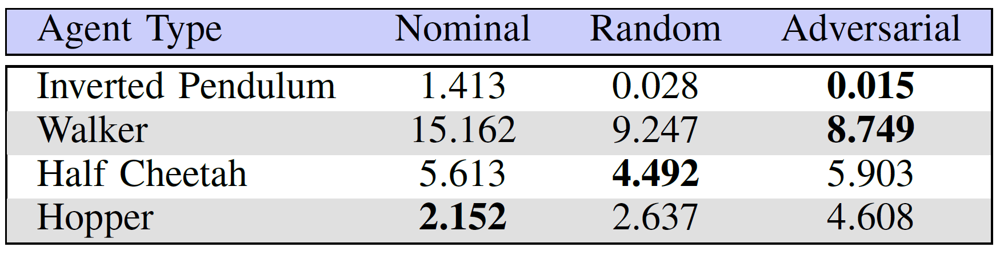 Agent Type Nominal Random Adversarial
Inverted Pendulum 1.413 0.028 0.015
Walker 15.162 9.247 8.749
Half Cheetah 5.613 4.492 5.903
Hopper 2.152 2.637 4.608